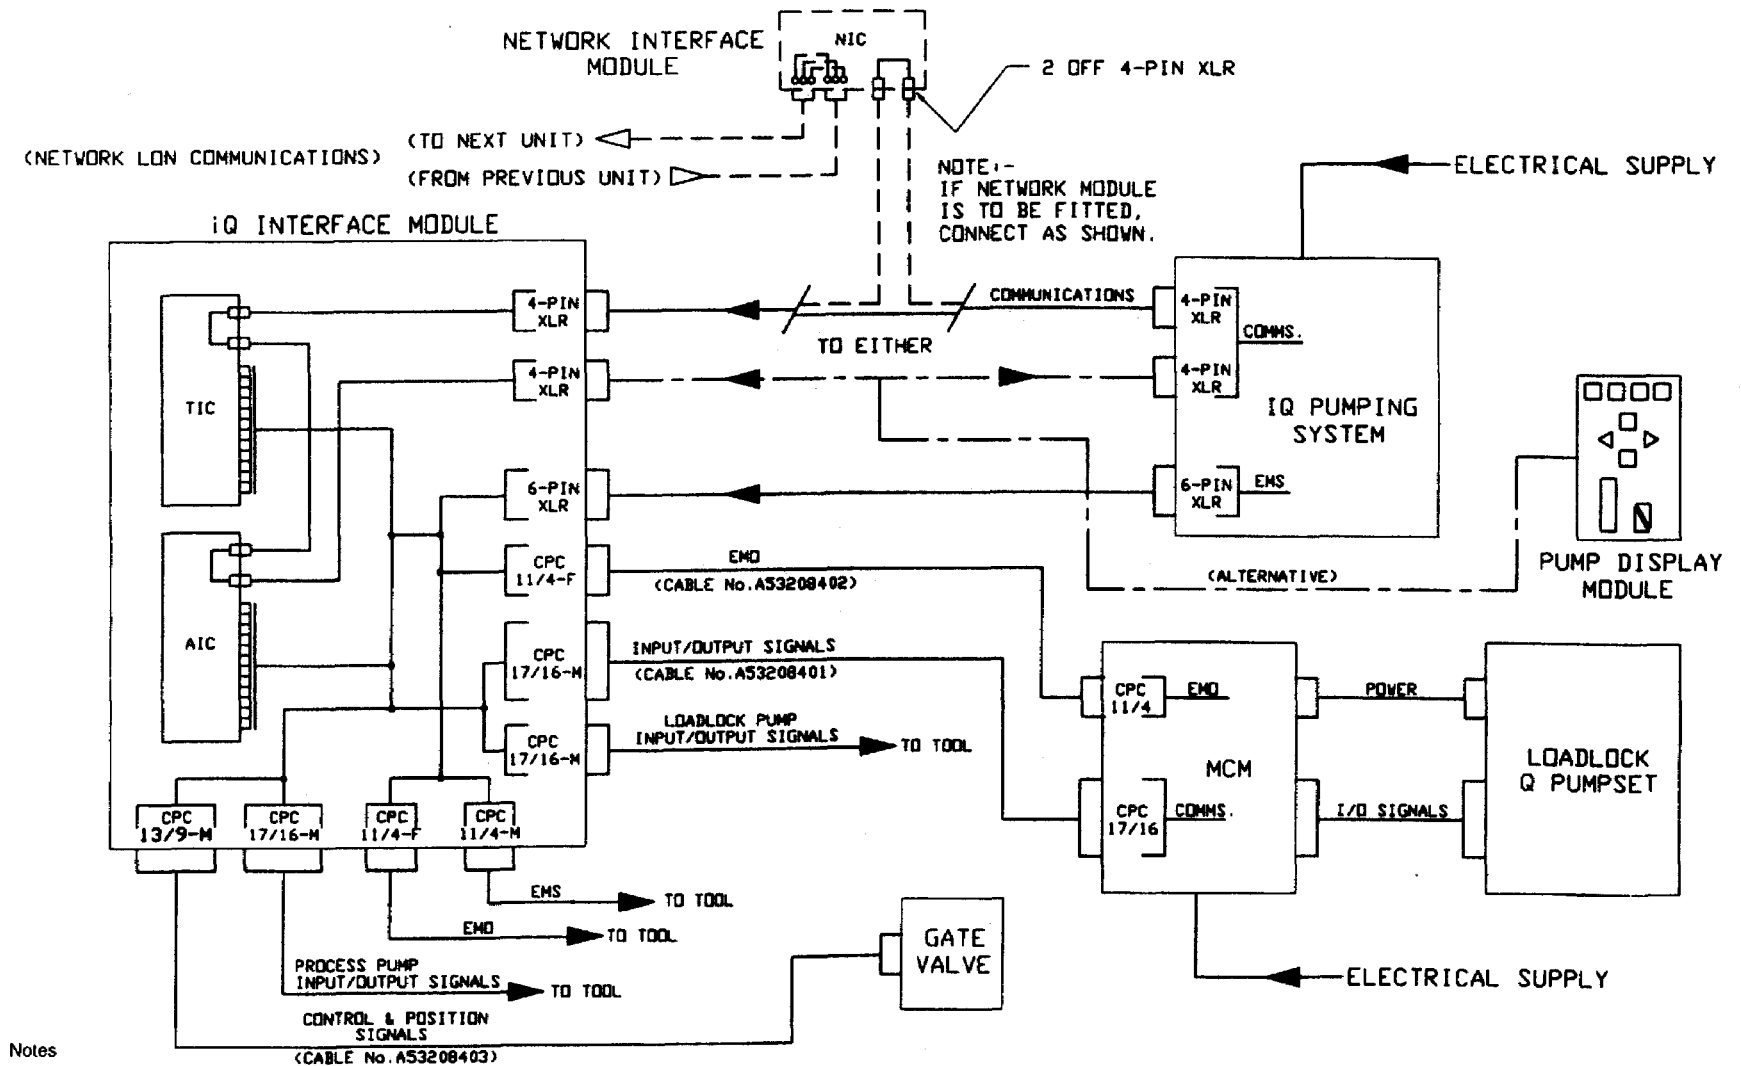 NETWORK INTERFACE
MODULE
NIC
2 OFF 4-PIN XLR
(NETWORK LON COMMUNICATIONS)
(TO NEXT UNIT)
(FROM PREVIOUS UNIT)
NOTE:-
IF NETWORK MODULE
IS TO BE FITTED,
CONNECT AS SHOWN.
ELECTRICAL SUPPLY
iQ INTERFACE MODULE
TIC
AIC
4-PIN
XLR
4-PIN
XLR
6-PIN
XLR
CPC
11/4-F
CPC
17/16-M
CPC
17/16-M
CPC
13/9-M
CPC
17/16-M
CPC
11/4-F
CPC
11/4-M
COMMUNICATIONS
TO EITHER
4-PIN
XLR
COMMS.
4-PIN
XLR
IQ PUMPING
SYSTEM
6-PIN
XLR
EMS
PUMP DISPLAY
MODULE
(ALTERNATIVE)
EMO
(CABLE No.A53208402)
INPUT/OUTPUT SIGNALS
(CABLE No.A53208401)
LOADLOCK PUMP
INPUT/OUTPUT SIGNALS
TO TOOL
CPC
11/4
EMO
MCM
CPC
17/16
COMMS.
POWER
I/O SIGNALS
LOADLOCK
Q PUMPSET
EMS
TO TOOL
EMO
TO TOOL
PROCESS PUMP
INPUT/OUTPUT SIGNALS
TO TOOL
CONTROL & POSITION
SIGNALS
(CABLE No.A53208403)
GATE
VALVE
ELECTRICAL SUPPLY
Notes